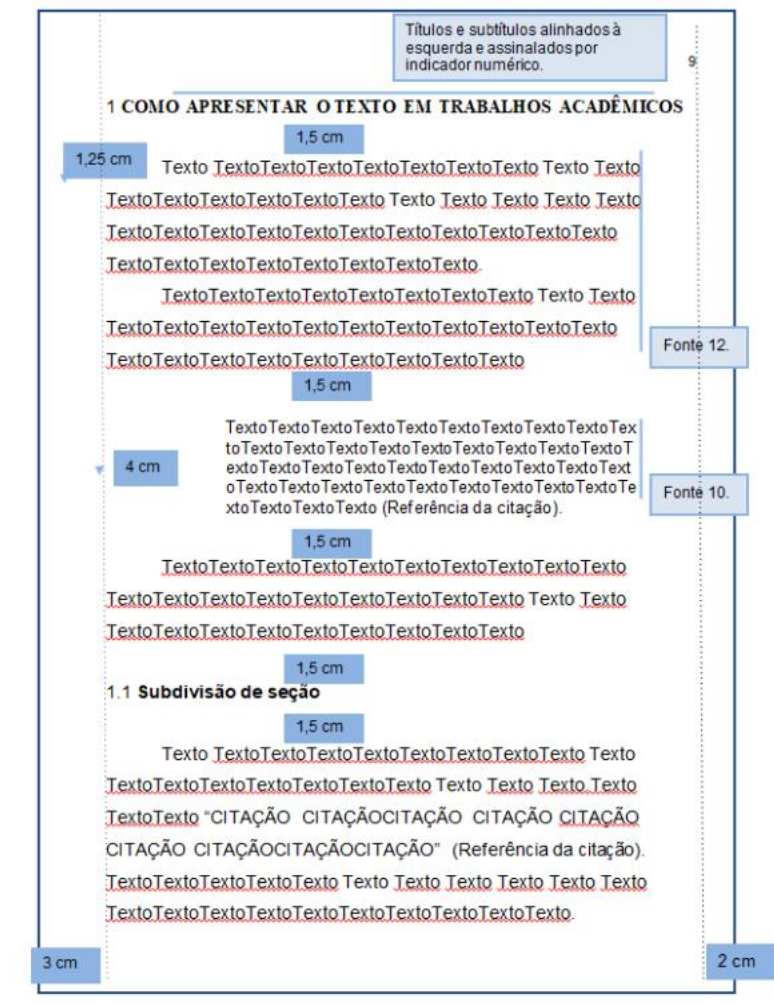 Títulos e subtítulos alinhados à
esquerda e assinalados por
indicador numérico.
9
1 COMO APRESENTAR O TEXTO EM TRABALHOS ACADÊMICOS
1,5 cm
1,25 cm
Texto TextoTextoTextoTextoTextoTextoTexto Texto Texto
TextoTextoTextoTextoTextoTexto Texto Texto Texto Texto Texto
TextoTextoTextoTextoTextoTextoTextoTextoTextoTextoTexto
TextoTextoTextoTextoTextoTextoTextoTexto.
TextoTextoTextoTextoTextoTextoTextoTexto Texto Texto
TextoTextoTextoTextoTextoTextoTextoTextoTextoTextoTexto
Fonte 12.
TextoTextoTextoTextoTextoTextoTextoTextoTexto
1,5 cm
TextoTextoTextoTextoTextoTextoTextoTextoTextoTex
toTextoTextoTextoTextoTextoTextoTextoTextoTextoT
extoTextoTextoTextoTextoTextoTextoTextoTextoText
4 cm
oTextoTextoTextoTextoTextoTextoTextoTextoTextoTe
Fonte 10.
xtoTextoTextoTexto (Referência da citação).
1,5 cm
TextoTextoTextoTextoTextoTextoTextoTextoTextoTexto
TextoTextoTextoTextoTextoTextoTextoTextoTexto Texto Texto
TextoTextoTextoTextoTextoTextoTextoTextoTexto
1,5 cm
1.1 Subdivisão de seção
1,5 cm
Texto TextoTextoTextoTextoTextoTextoTextoTexto Texto
TextoTextoTextoTextoTextoTextoTexto Texto Texto Texto.Texto
TextoTexto “CITAÇÃO CITAÇÃOCITAÇÃO CITAÇÃO CITAÇÃO
CITAÇÃO CITAÇÃOCITAÇÃOCITAÇÃO” (Referência da citação).
TextoTextoTextoTextoTexto Texto Texto Texto Texto Texto Texto
TextoTextoTextoTextoTextoTextoTextoTextoTextoTexto.
3 cm
2 cm